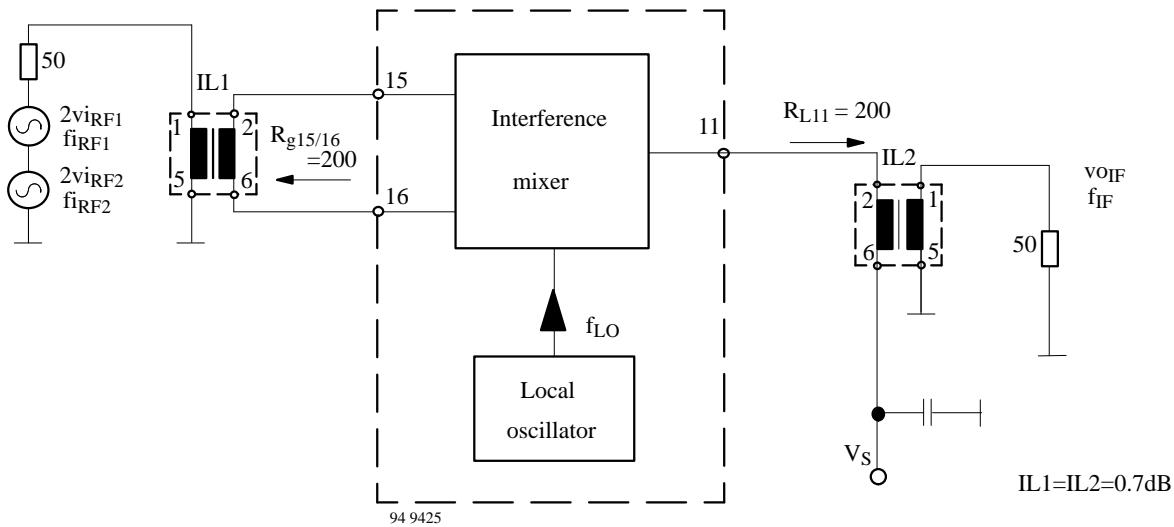 50
2vi_RF1
fi_RF1
2vi_RF2
fi_RF2
IL1
1
2
5
6
R_g15/16
=200
15
16
Interference
mixer
f_LO
Local
oscillator
11
R_L11 = 200
IL2
2
1
6
5
vo_IF
f_IF
50
V_S
IL1=IL2=0.7dB
94 9425